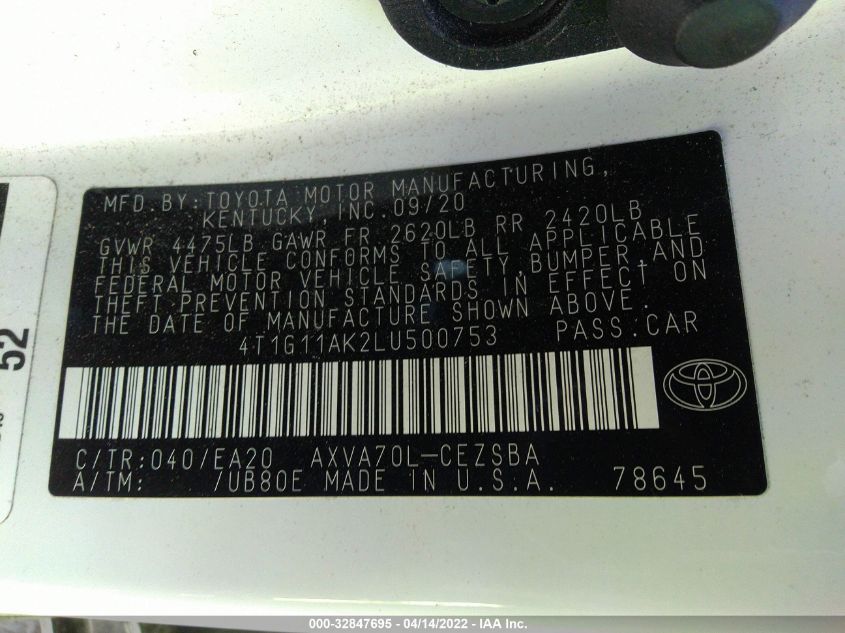 MFD.BY:TOYOTA MOTOR MANUFACTURING,
KENTUCKY, INC.09/20
GVWR 4475LB GAWR FR 2620LB RR 2420LB
THIS VEHICLE CONFORMS TO ALL APPLICABLE
FEDERAL MOTOR VEHICLE SAFETY,BUMPER,AND
THEFT PREVENTION STANDARDS IN EFFECT ON
THE DATE OF MANUFACTURE SHOWN ABOVE.
4T1G11AK2LU500753 PASS.CAR
C/TR:040/EA20 AXVA70L-CEZSBA
A/TM: /UB80E MADE IN U.S.A. 78645
52
000-32847695 - 04/14/2022 - IAA Inc.